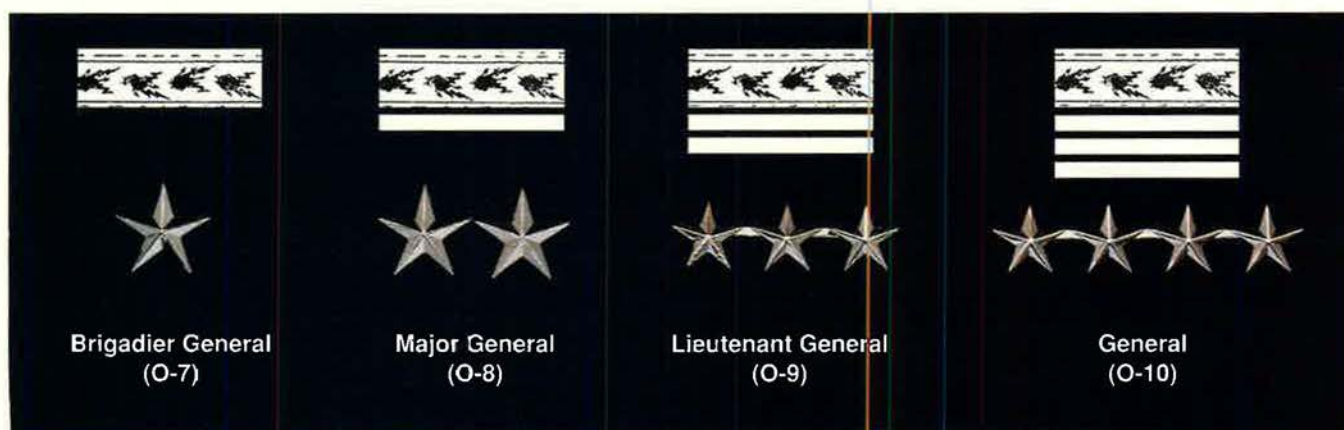 Brigadier General
(O-7)
Major General
(O-8)
Lieutenant General
(O-9)
General
(O-10)